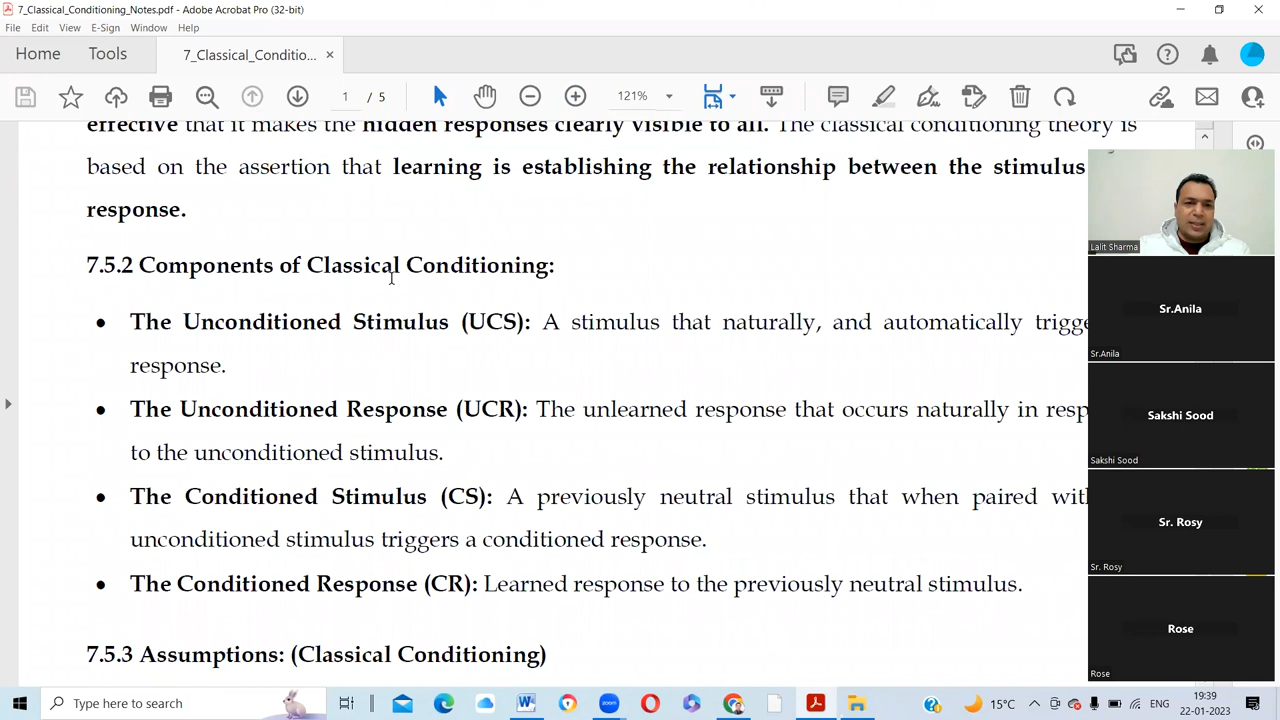 7_Classical_Conditioning_Notes.pdf - Adobe Acrobat Pro (32-bit)
File Edit View E-Sign Window Help
Home Tools 7_Classical_Conditio... ×
1 / 5 121%
effective that it makes the hidden responses clearly visible to all. The classical conditioning theory is
based on the assertion that learning is establishing the relationship between the stimulus
response.
7.5.2 Components of Classical Conditioning:
• The Unconditioned Stimulus (UCS): A stimulus that naturally, and automatically trigge
response.
• The Unconditioned Response (UCR): The unlearned response that occurs naturally in resp
to the unconditioned stimulus.
• The Conditioned Stimulus (CS): A previously neutral stimulus that when paired with
unconditioned stimulus triggers a conditioned response.
• The Conditioned Response (CR): Learned response to the previously neutral stimulus.
7.5.3 Assumptions: (Classical Conditioning)
Lalit Sharma
Sr.Anila
Sr.Anila
Sakshi Sood
Sakshi Sood
Sr. Rosy
Sr. Rosy
Rose
Rose
Type here to search
zoom
15°C
ENG
19:39
22-01-2023